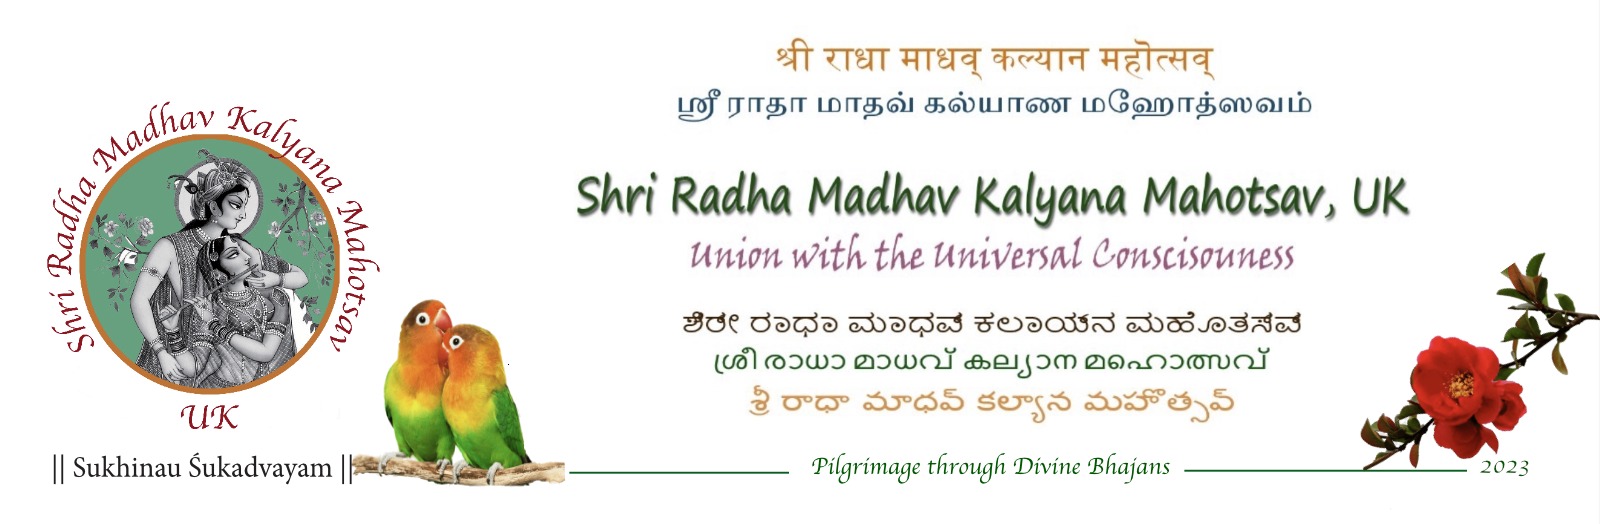 Shri Radha Madhav Kalyana Mahotsav
UK
|| Sukhinau Śukadvayam ||
श्री राधा माधव् कल्यान महॊत्सव्
ஸ்ரீ ராதா மாதவ் கல்யாண மஹோத்ஸவம்
Shri Radha Madhav Kalyana Mahotsav, UK
Union with the Universal Conscisouness
ರಾಧಾ ಮಾಧವ ಕಲಾಯನ ಮಹೊತಸವ
ശ്രീ രാധാ മാധവ് കല്യാന മഹൊത്സവ്
శ్రీ రాధా మాధవ్ కల్యాన మహొత్సవ్
Pilgrimage through Divine Bhajans
2023